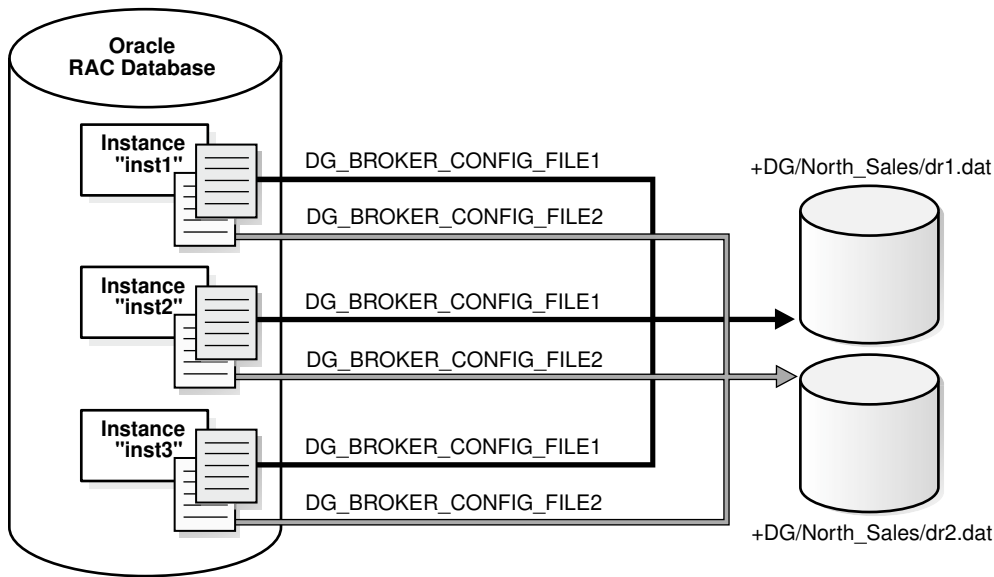 Oracle
RAC Database
Instance
"inst1"
DG_BROKER_CONFIG_FILE1
DG_BROKER_CONFIG_FILE2
+DG/North_Sales/dr1.dat
Instance
"inst2"
DG_BROKER_CONFIG_FILE1
DG_BROKER_CONFIG_FILE2
Instance
"inst3"
DG_BROKER_CONFIG_FILE1
DG_BROKER_CONFIG_FILE2
+DG/North_Sales/dr2.dat